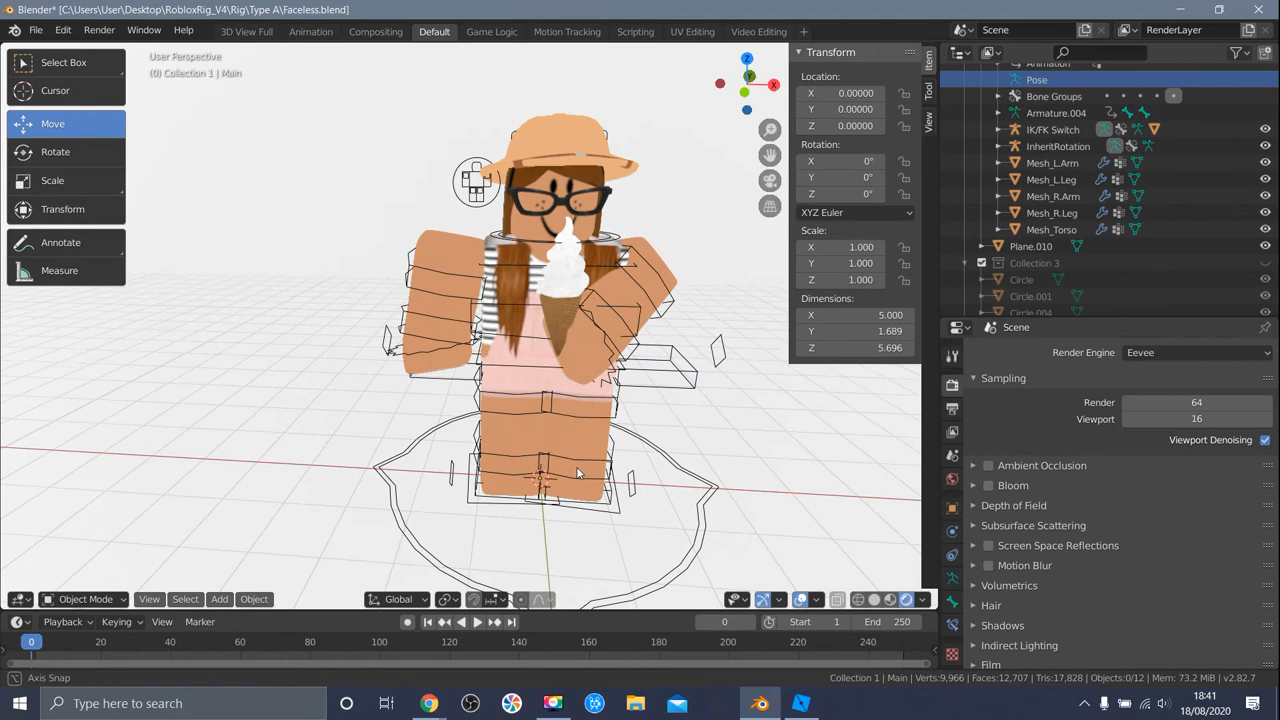 Blender* [C:\Users\User\Desktop\RobloxRig_V4\Rig\Type A\Faceless.blend]
File Edit Render Window Help 3D View Full Animation Compositing Default Game Logic Motion Tracking Scripting UV Editing Video Editing + Scene RenderLayer
Select Box
Cursor
Move
Rotate
Scale
Transform
Annotate
Measure
User Perspective
(0) Collection 1 | Main
Z
Y
X
Transform
Location:
X 0.00000
Y 0.00000
Z 0.00000
Rotation:
X 0°
Y 0°
Z 0°
XYZ Euler
Scale:
X 1.000
Y 1.000
Z 1.000
Dimensions:
X 5.000
Y 1.689
Z 5.696
Item
Tool
View
Animation
Pose
Bone Groups
Armature.004
IK/FK Switch
InheritRotation
Mesh_L.Arm
Mesh_L.Leg
Mesh_R.Arm
Mesh_R.Leg
Mesh_Torso
Plane.010
Collection 3
Circle
Circle.001
Circle.004
Scene
Render Engine Eevee
Sampling
Render 64
Viewport 16
Viewport Denoising
Ambient Occlusion
Bloom
Depth of Field
Subsurface Scattering
Screen Space Reflections
Motion Blur
Volumetrics
Hair
Shadows
Indirect Lighting
Film
Object Mode View Select Add Object Global
Playback Keying View Marker 0 Start 1 End 250
0 20 40 60 80 100 120 140 160 180 200 220 240
Axis Snap Collection 1 | Main | Verts:9,966 | Faces:12,707 | Tris:17,828 | Objects:0/12 | Mem: 73.2 MiB | v2.82.7
Type here to search
18:41
18/08/2020